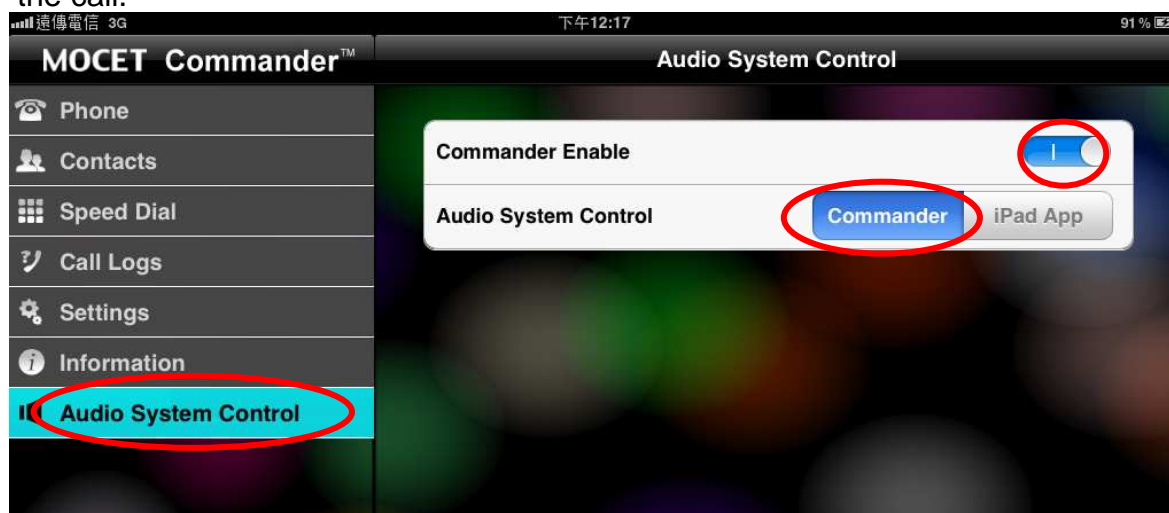 the call.
遠傳電信 3G 下午12:17 91%
MOCET Commander™ Audio System Control
Phone
Contacts
Speed Dial
Call Logs
Settings
Information
Audio System Control
Commander Enable
Audio System Control Commander iPad App